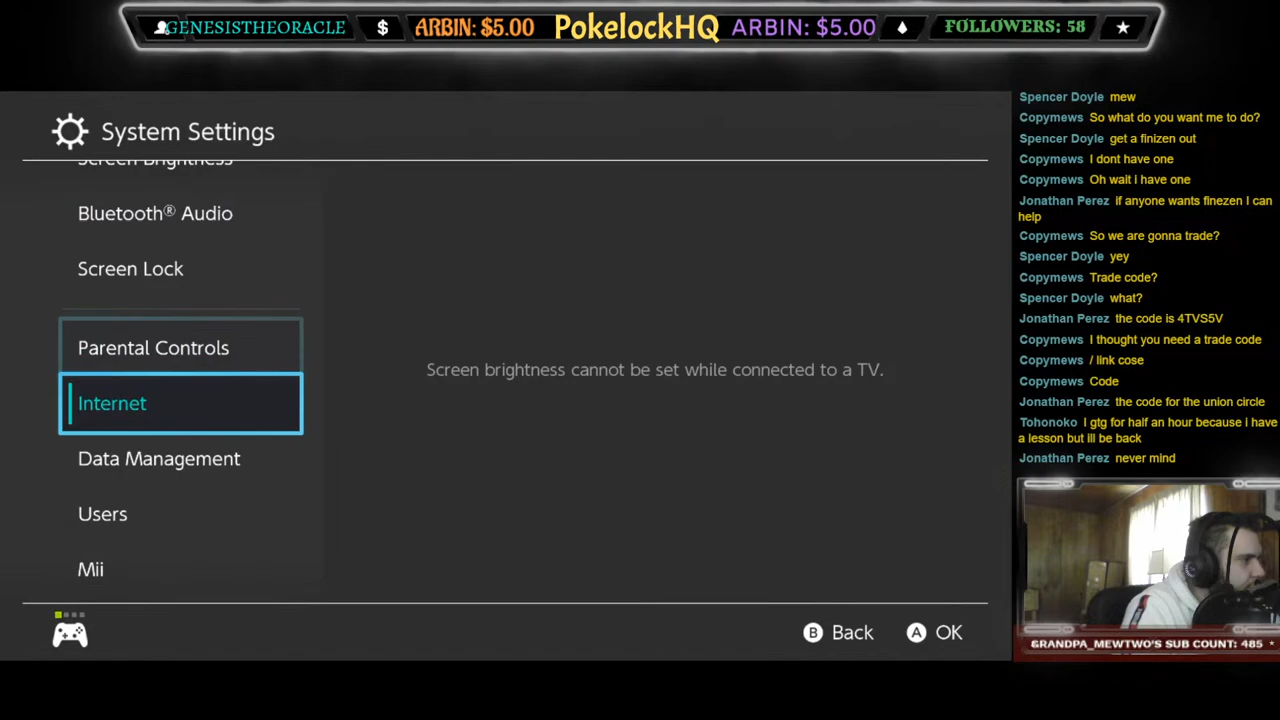 GENESISTHEORACLE $ ARBIN: $5.00 PokelockHQ ARBIN: $5.00 FOLLOWERS: 58
System Settings
Screen Brightness
Bluetooth® Audio
Screen Lock
Parental Controls
Internet
Data Management
Users
Mii
Screen brightness cannot be set while connected to a TV.
B Back A OK
Spencer Doyle mew
Copymews So what do you want me to do?
Spencer Doyle get a finizen out
Copymews I dont have one
Copymews Oh wait i have one
Jonathan Perez if anyone wants finezen I can
help
Copymews So we are gonna trade?
Spencer Doyle yey
Copymews Trade code?
Spencer Doyle what?
Jonathan Perez the code is 4TVS5V
Copymews I thought you need a trade code
Copymews / link cose
Copymews Code
Jonathan Perez the code for the union circle
Tohonoko I gtg for half an hour because i have
a lesson but ill be back
Jonathan Perez never mind
GRANDPA_MEWTWO'S SUB COUNT: 485